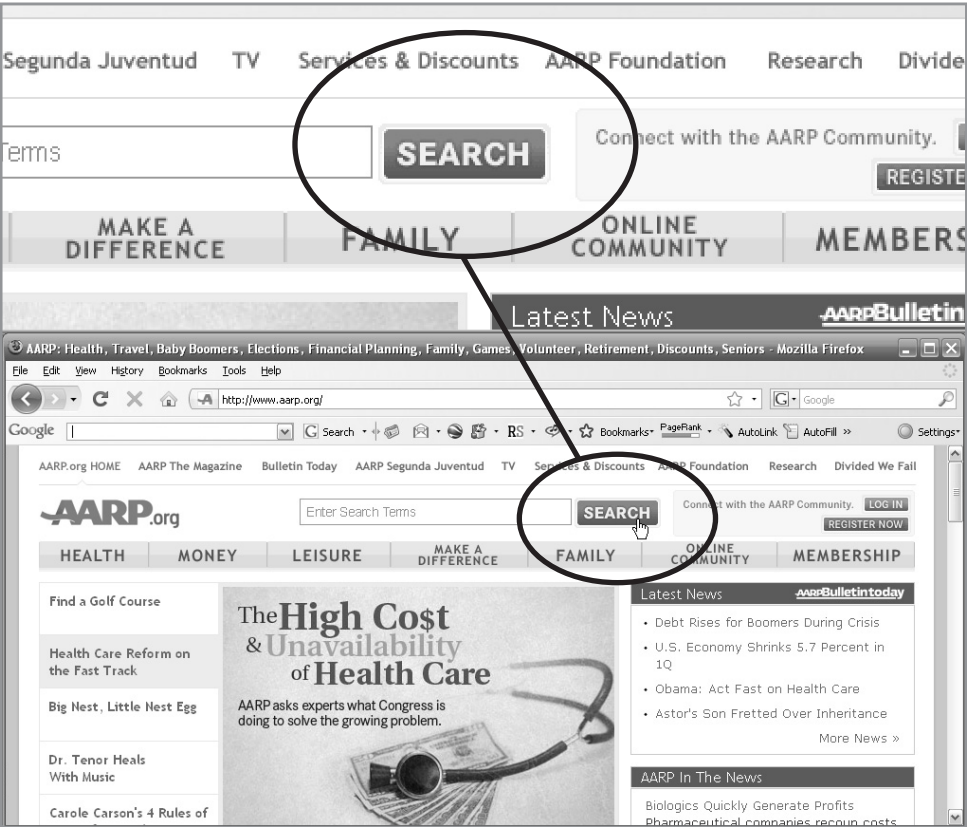 Segunda Juventud TV Services & Discounts AARP Foundation Research Divide
Terms SEARCH Connect with the AARP Community.
REGISTE
MAKE A DIFFERENCE FAMILY ONLINE COMMUNITY MEMBERS
Latest News AARPBulletin
AARP: Health, Travel, Baby Boomers, Elections, Financial Planning, Family, Games, Volunteer, Retirement, Discounts, Seniors - Mozilla Firefox
File Edit View History Bookmarks Tools Help
http://www.aarp.org/ G Google
Google G Search RS Bookmarks PageRank AutoLink AutoFill » Settings
AARP.org HOME AARP The Magazine Bulletin Today AARP Segunda Juventud TV Services & Discounts AARP Foundation Research Divided We Fail
AARP.org Enter Search Terms SEARCH Connect with the AARP Community. LOG IN
REGISTER NOW
HEALTH MONEY LEISURE MAKE A DIFFERENCE FAMILY ONLINE COMMUNITY MEMBERSHIP
Find a Golf Course
Health Care Reform on
the Fast Track
Big Nest, Little Nest Egg
Dr. Tenor Heals
With Music
Carole Carson's 4 Rules of
The High Co$t
& Unavailability
of Health Care
AARP asks experts what Congress is
doing to solve the growing problem.
Latest News AARPBulletintoday
• Debt Rises for Boomers During Crisis
• U.S. Economy Shrinks 5.7 Percent in
1Q
• Obama: Act Fast on Health Care
• Astor's Son Fretted Over Inheritance
More News »
AARP In The News
Biologics Quickly Generate Profits
Pharmaceutical companies recoup costs